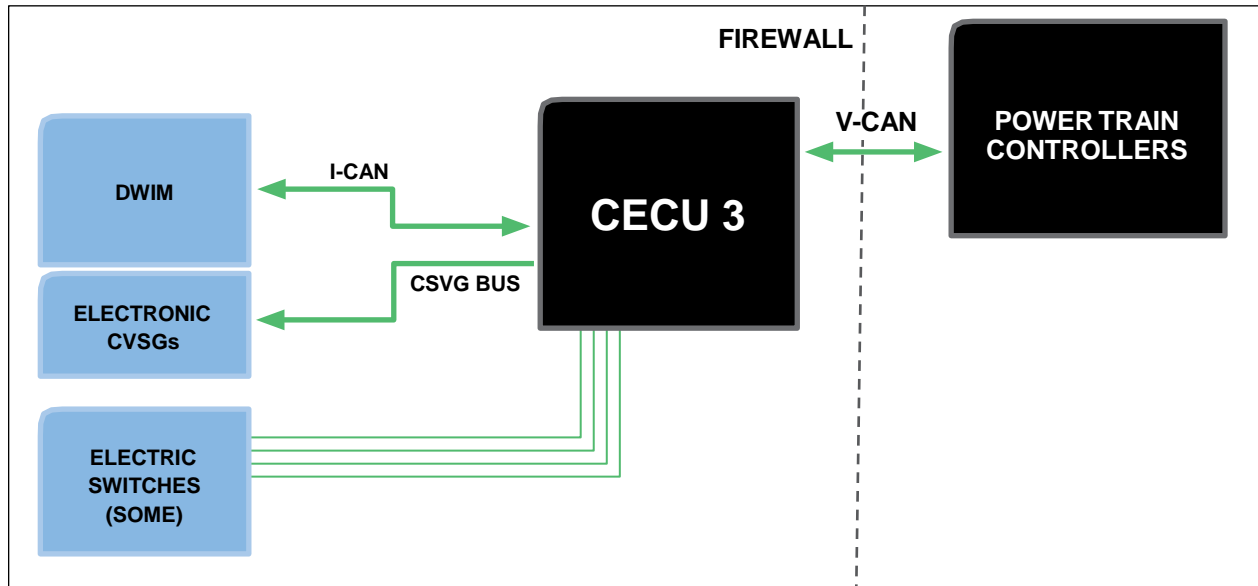 FIREWALL
V-CAN
POWER TRAIN
CONTROLLERS
DWIM
I-CAN
CECU 3
CSVG BUS
ELECTRONIC
CVSGs
ELECTRIC
SWITCHES
(SOME)